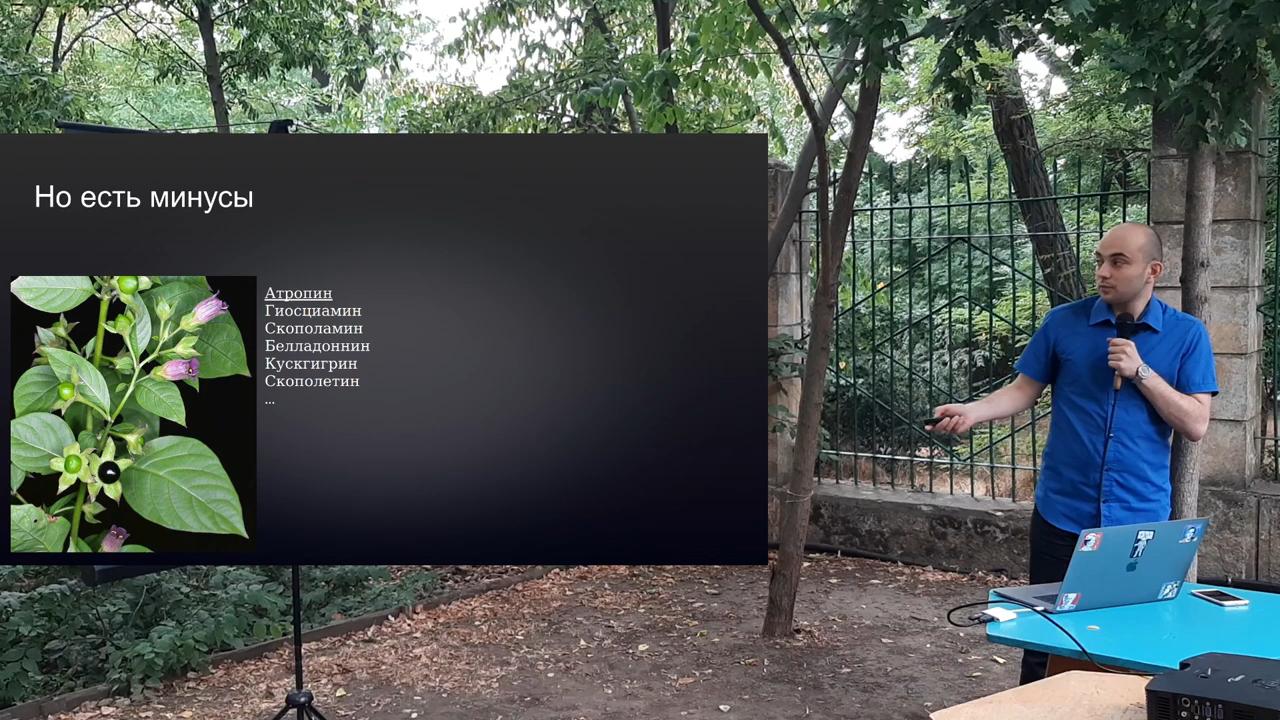 Но есть минусы
Атропин
Гиосциамин
Скополамин
Белладоннин
Кускгигрин
Скополетин
...